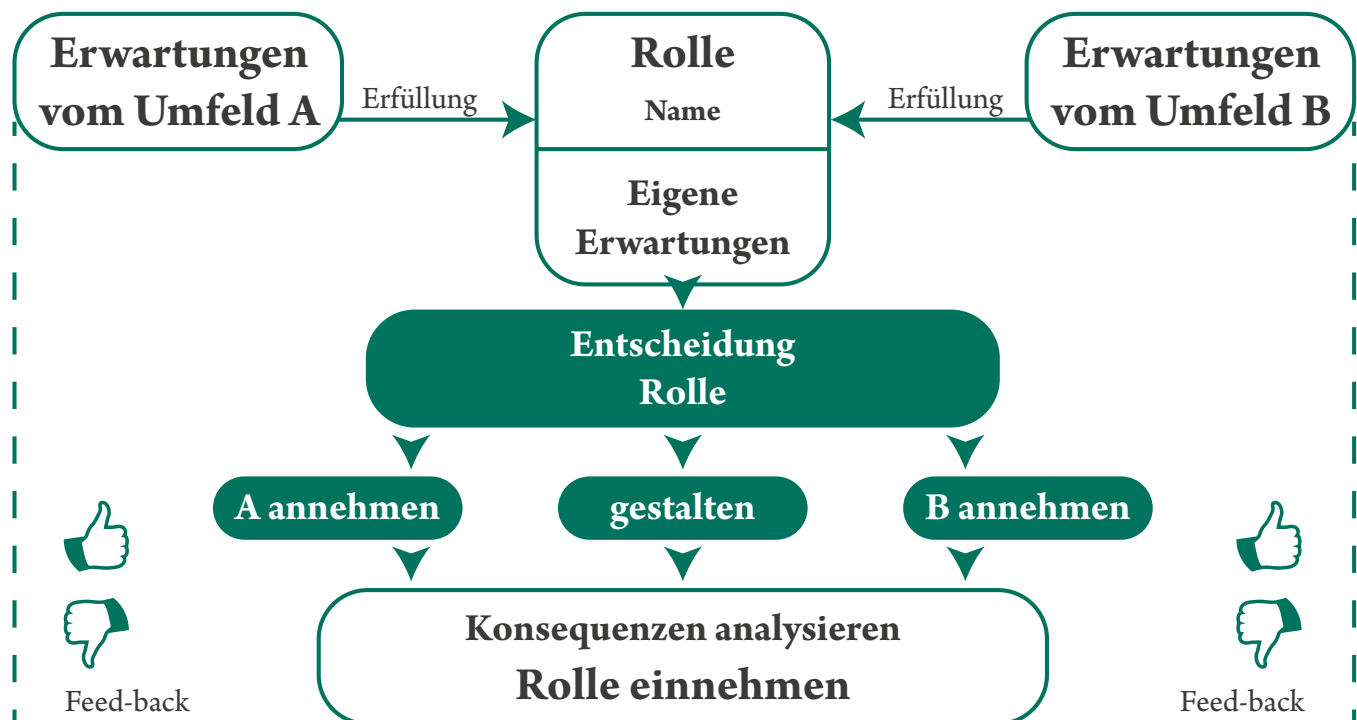 Erwartungen
vom Umfeld A
Erfüllung
Rolle
Name
Eigene
Erwartungen
Erfüllung
Erwartungen
vom Umfeld B
Entscheidung
Rolle
A annehmen
gestalten
B annehmen
Konsequenzen analysieren
Rolle einnehmen
Feed-back
Feed-back